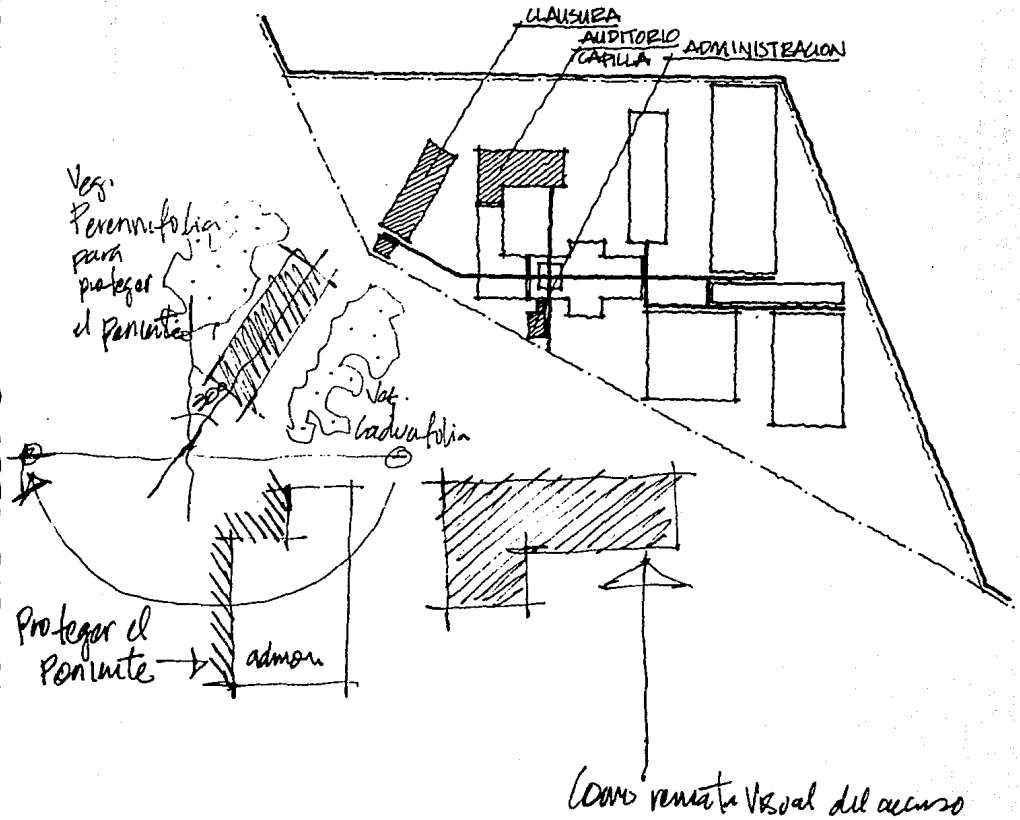 CLAUSURA
AUDITORIO
CAPILLA
ADMINISTRACION
Veg.
Perennifolia
para
proteger
el poniente
20°
Veg.
Caducifolia
Proteger el
Poniente
admon.
Como remate Visual del acceso